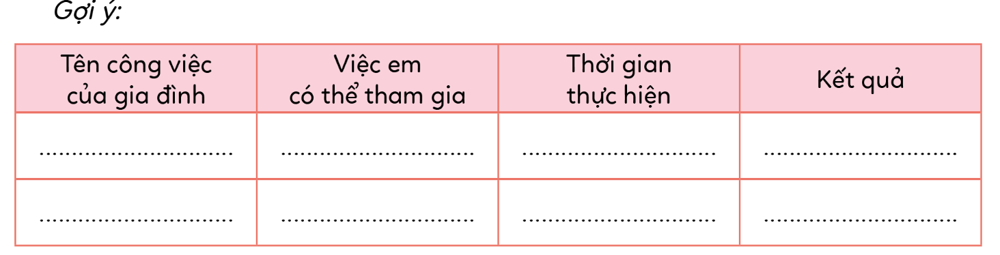 Gợi ý:
Tên công việc của gia đình
Việc em có thể tham gia
Thời gian thực hiện
Kết quả
.............................. .............................. .............................. ..............................
.............................. .............................. .............................. ..............................